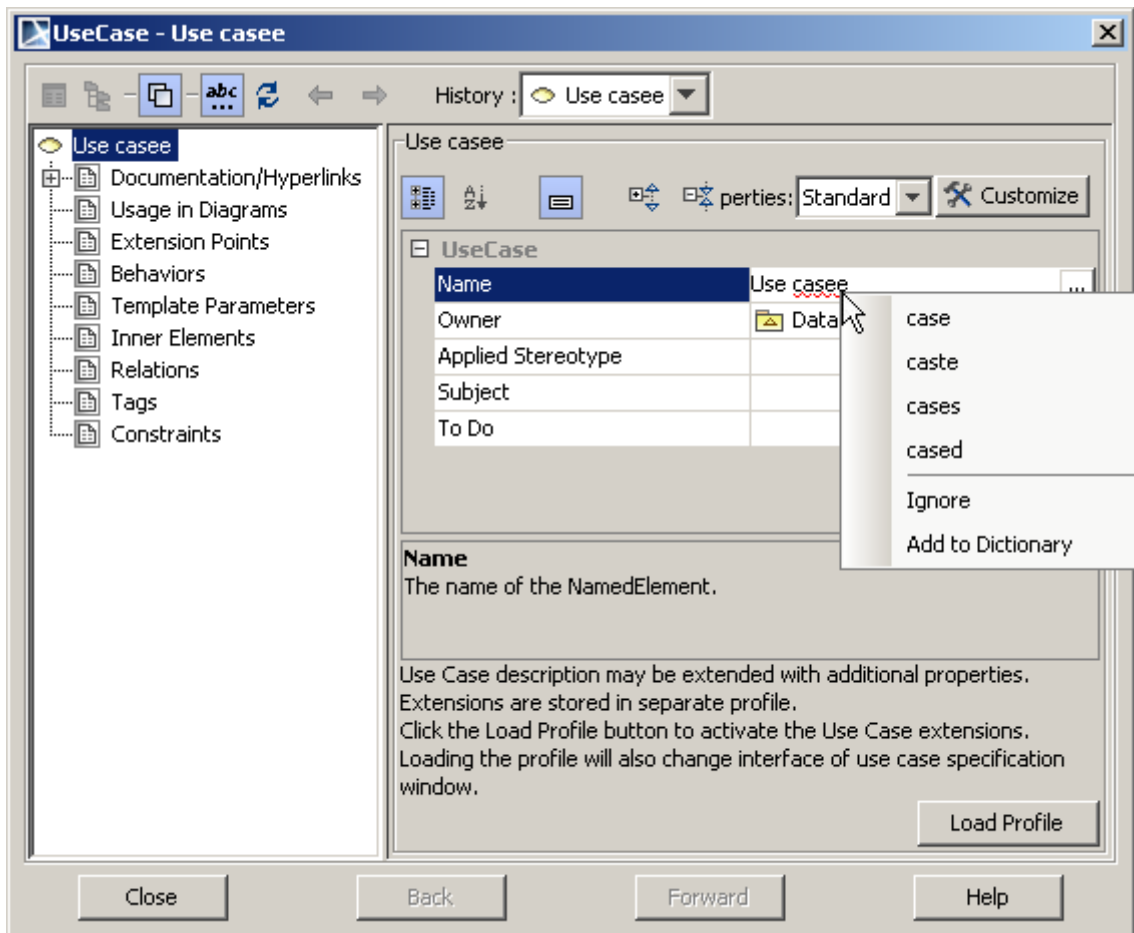 UseCase - Use casee
abc
History : Use casee
Use casee
Documentation/Hyperlinks
Usage in Diagrams
Extension Points
Behaviors
Template Parameters
Inner Elements
Relations
Tags
Constraints
Use casee
A
Z
perties: Standard Customize
UseCase
Name Use casee ...
Owner Data
Applied Stereotype
Subject
To Do
case
caste
cases
cased
Ignore
Add to Dictionary
Name
The name of the NamedElement.
Use Case description may be extended with additional properties.
Extensions are stored in separate profile.
Click the Load Profile button to activate the Use Case extensions.
Loading the profile will also change interface of use case specification
window.
Load Profile
Close Back Forward Help